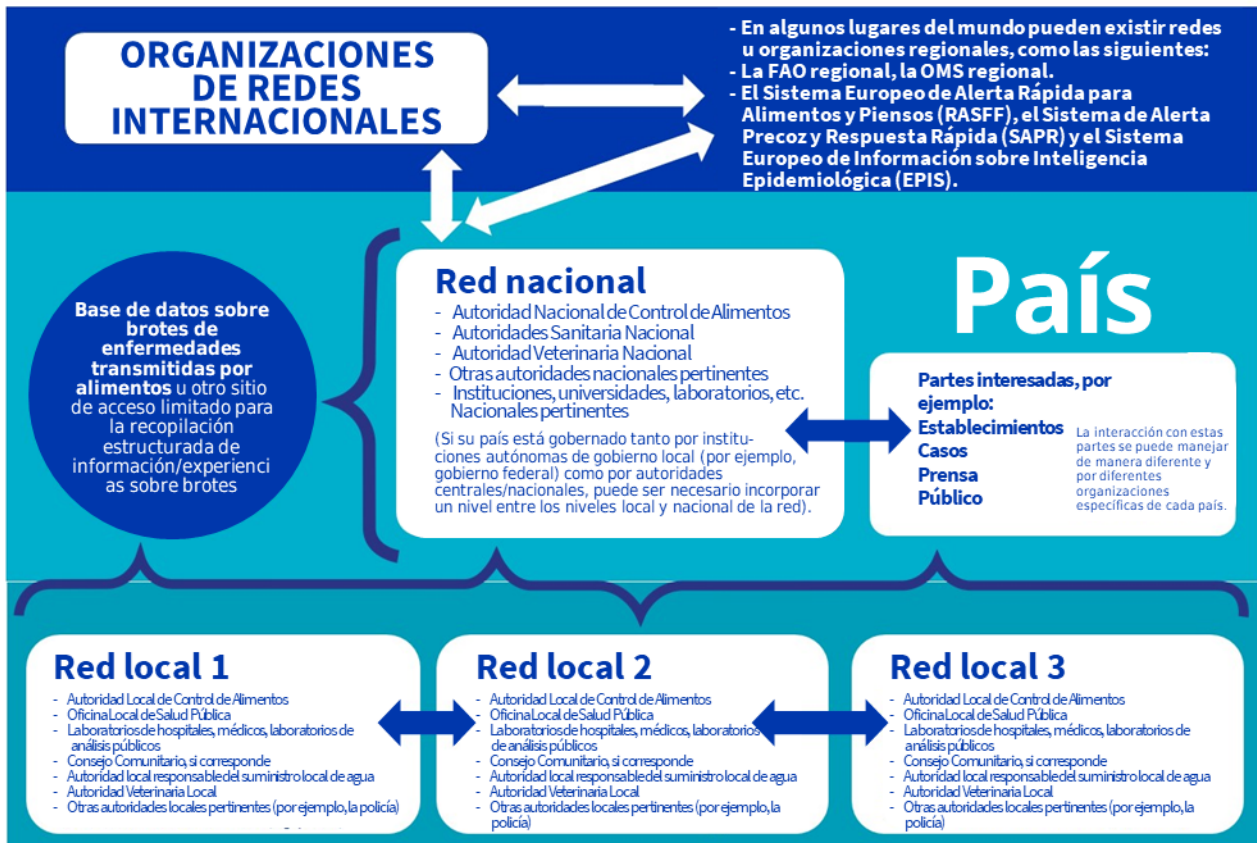 ORGANIZACIONES
DE REDES
INTERNACIONALES
- En algunos lugares del mundo pueden existir redes
u organizaciones regionales, como las siguientes:
- La FAO regional, la OMS regional.
- El Sistema Europeo de Alerta Rápida para
Alimentos y Piensos (RASFF), el Sistema de Alerta
Precoz y Respuesta Rápida (SAPR) y el Sistema
Europeo de Información sobre Inteligencia
Epidemiológica (EPIS).
Base de datos sobre
brotes de
enfermedades
transmitidas por
alimentos u otro sitio
de acceso limitado para
la recopilación
estructurada de
información/experienci
as sobre brotes
Red nacional
- Autoridad Nacional de Control de Alimentos
- Autoridades Sanitaria Nacional
- Autoridad Veterinaria Nacional
- Otras autoridades nacionales pertinentes
- Instituciones, universidades, laboratorios, etc.
Nacionales pertinentes
(Si su país está gobernado tanto por institu-
ciones autónomas de gobierno local (por ejemplo,
gobierno federal) como por autoridades
centrales/nacionales, puede ser necesario incorporar
un nivel entre los niveles local y nacional de la red).
País
Partes interesadas, por
ejemplo:
Establecimientos
Casos
Prensa
Público
La interacción con estas
partes se puede manejar
de manera diferente y
por diferentes
organizaciones
específicas de cada país.
Red local 1
- Autoridad Local de Control de Alimentos
- Oficina Local de Salud Pública
- Laboratorios de hospitales, médicos, laboratorios de
análisis públicos
- Consejo Comunitario, si corresponde
- Autoridad local responsable del suministro local de agua
- Autoridad Veterinaria Local
- Otras autoridades locales pertinentes (por ejemplo, la policía)
Red local 2
- Autoridad Local de Control de Alimentos
- Oficina Local de Salud Pública
- Laboratorios de hospitales, médicos, laboratorios
de análisis públicos
- Consejo Comunitario, si corresponde
- Autoridad local responsable del suministro local de agua
- Autoridad Veterinaria Local
- Otras autoridades locales pertinentes (por ejemplo, la
policía)
Red local 3
- Autoridad Local de Control de Alimentos
- Oficina Local de Salud Pública
- Laboratorios de hospitales, médicos, laboratorios de
análisis públicos
- Consejo Comunitario, si corresponde
- Autoridad local responsable del suministro local de agua
- Autoridad Veterinaria Local
- Otras autoridades locales pertinentes (por ejemplo, la
policía)